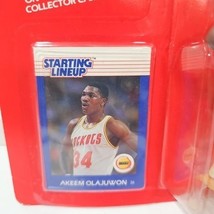 COLLECTOR C
STARTING
LINEUP
ROCKETS
34
AKEEM OLAJUWON